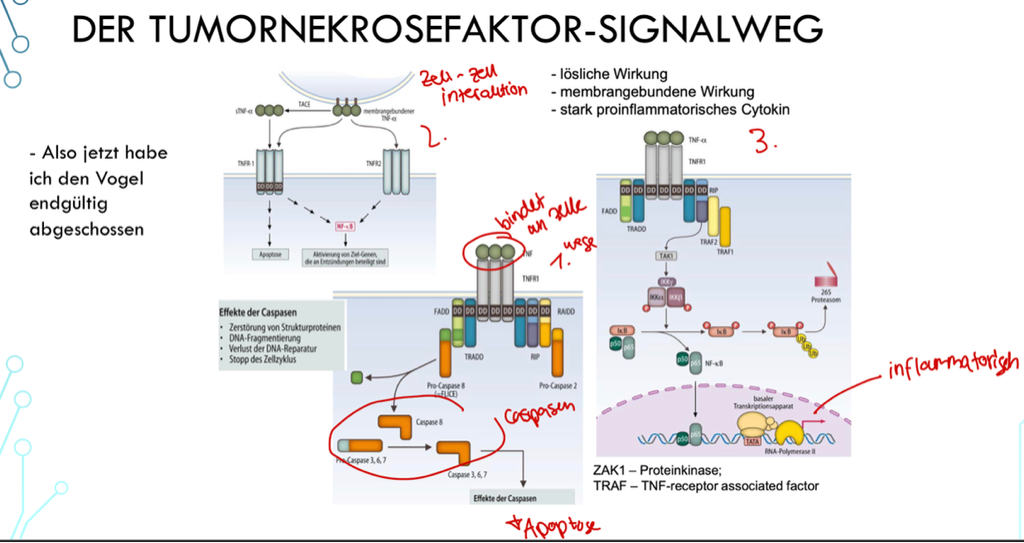 DER TUMORNEKROSEFAKTOR-SIGNALWEG
- Also jetzt habe
ich den Vogel
endgültig
abgeschossen
Zell-Zell
interaktion
2.
TACE
sTNF-α
membrangebundener
TNF-α
TNFR-1
TNFR2
DD DD DD
NF-κB
Apoptose
Aktivierung von Ziel-Genen,
die an Entzündungen beteiligt sind
- lösliche Wirkung
- membrangebundene Wirkung
- stark proinflammatorisches Cytokin
3.
bindet
an Zelle
1. wege
TNF
TNFR1
FADD DD DD DD DD DD DD DD RAIDD
TRADD
RIP
Pro-Caspase 8
(=FLICE)
Pro-Caspase 2
Caspase 8
Caspasen
Pro-Caspase 3, 6, 7
Caspase 3, 6, 7
Effekte der Caspasen
Apoptose
Effekte der Caspasen
• Zerstörung von Strukturproteinen
• DNA-Fragmentierung
• Verlust der DNA-Reparatur
• Stopp des Zellzyklus
TNF-α
TNFR1
DD DD DD DD DD DD DD RIP
FADD
TRADD
TRAF2
TRAF1
TAK1
IKKγ
IKKα IKKβ
P P
26S
Proteasom
IκB
p50 p65
P IκB P
P IκB P
Ub
Ub
Ub
p50 p65 NF-κB
inflammatorisch
basaler
Transkriptionsapparat
p50 p65
TATA
RNA-Polymerase II
ZAK1 – Proteinkinase;
TRAF – TNF-receptor associated factor